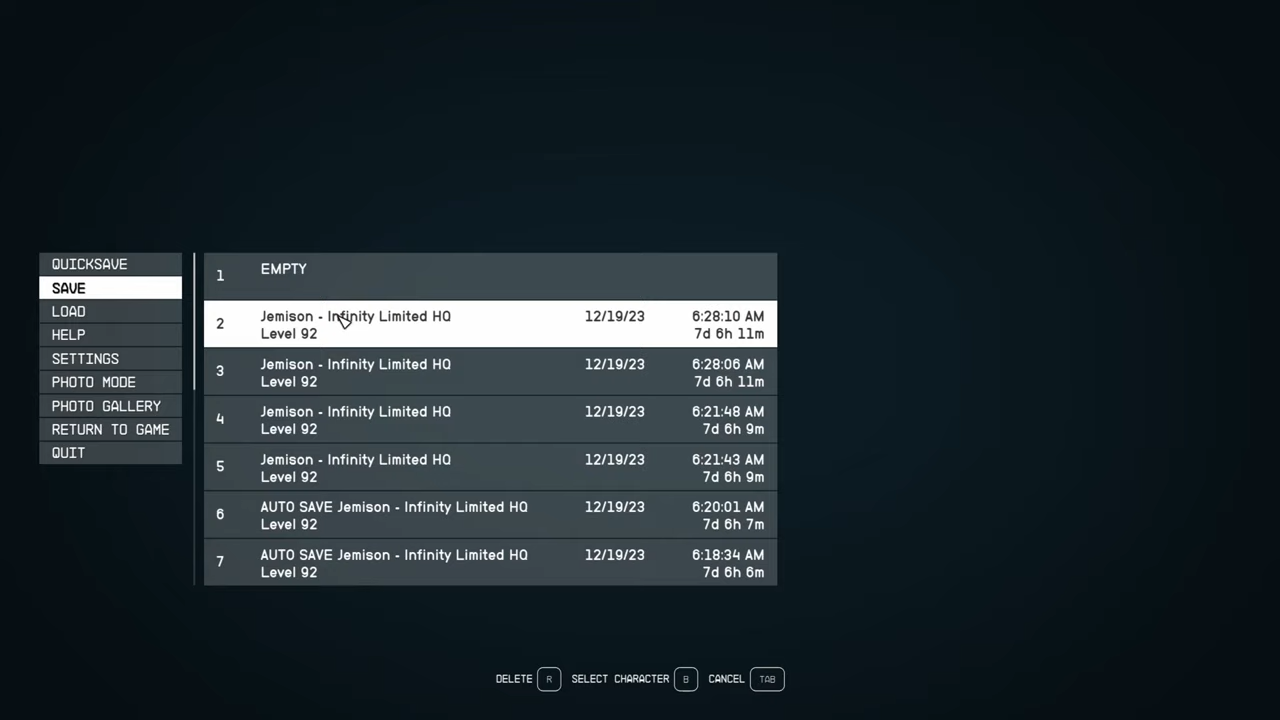 QUICKSAVE
SAVE
LOAD
HELP
SETTINGS
PHOTO MODE
PHOTO GALLERY
RETURN TO GAME
QUIT
1 EMPTY
2 Jemison - Infinity Limited HQ 12/19/23 6:28:10 AM
Level 92 7d 6h 11m
3 Jemison - Infinity Limited HQ 12/19/23 6:28:06 AM
Level 92 7d 6h 11m
4 Jemison - Infinity Limited HQ 12/19/23 6:21:48 AM
Level 92 7d 6h 9m
5 Jemison - Infinity Limited HQ 12/19/23 6:21:43 AM
Level 92 7d 6h 9m
6 AUTO SAVE Jemison - Infinity Limited HQ 12/19/23 6:20:01 AM
Level 92 7d 6h 7m
7 AUTO SAVE Jemison - Infinity Limited HQ 12/19/23 6:18:34 AM
Level 92 7d 6h 6m
DELETE R SELECT CHARACTER B CANCEL TAB